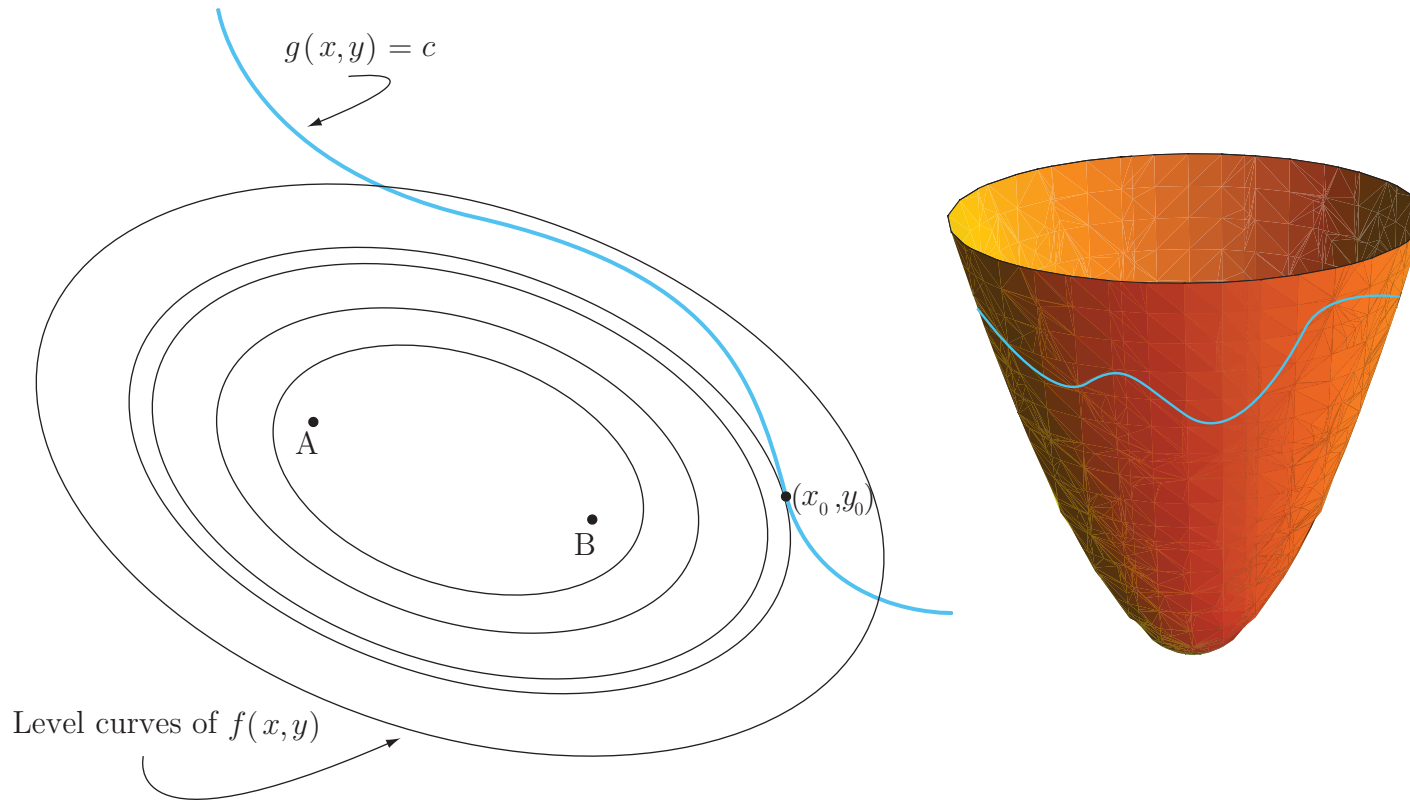 g(x,y) = c
A
(x₀,y₀)
B
Level curves of f(x,y)